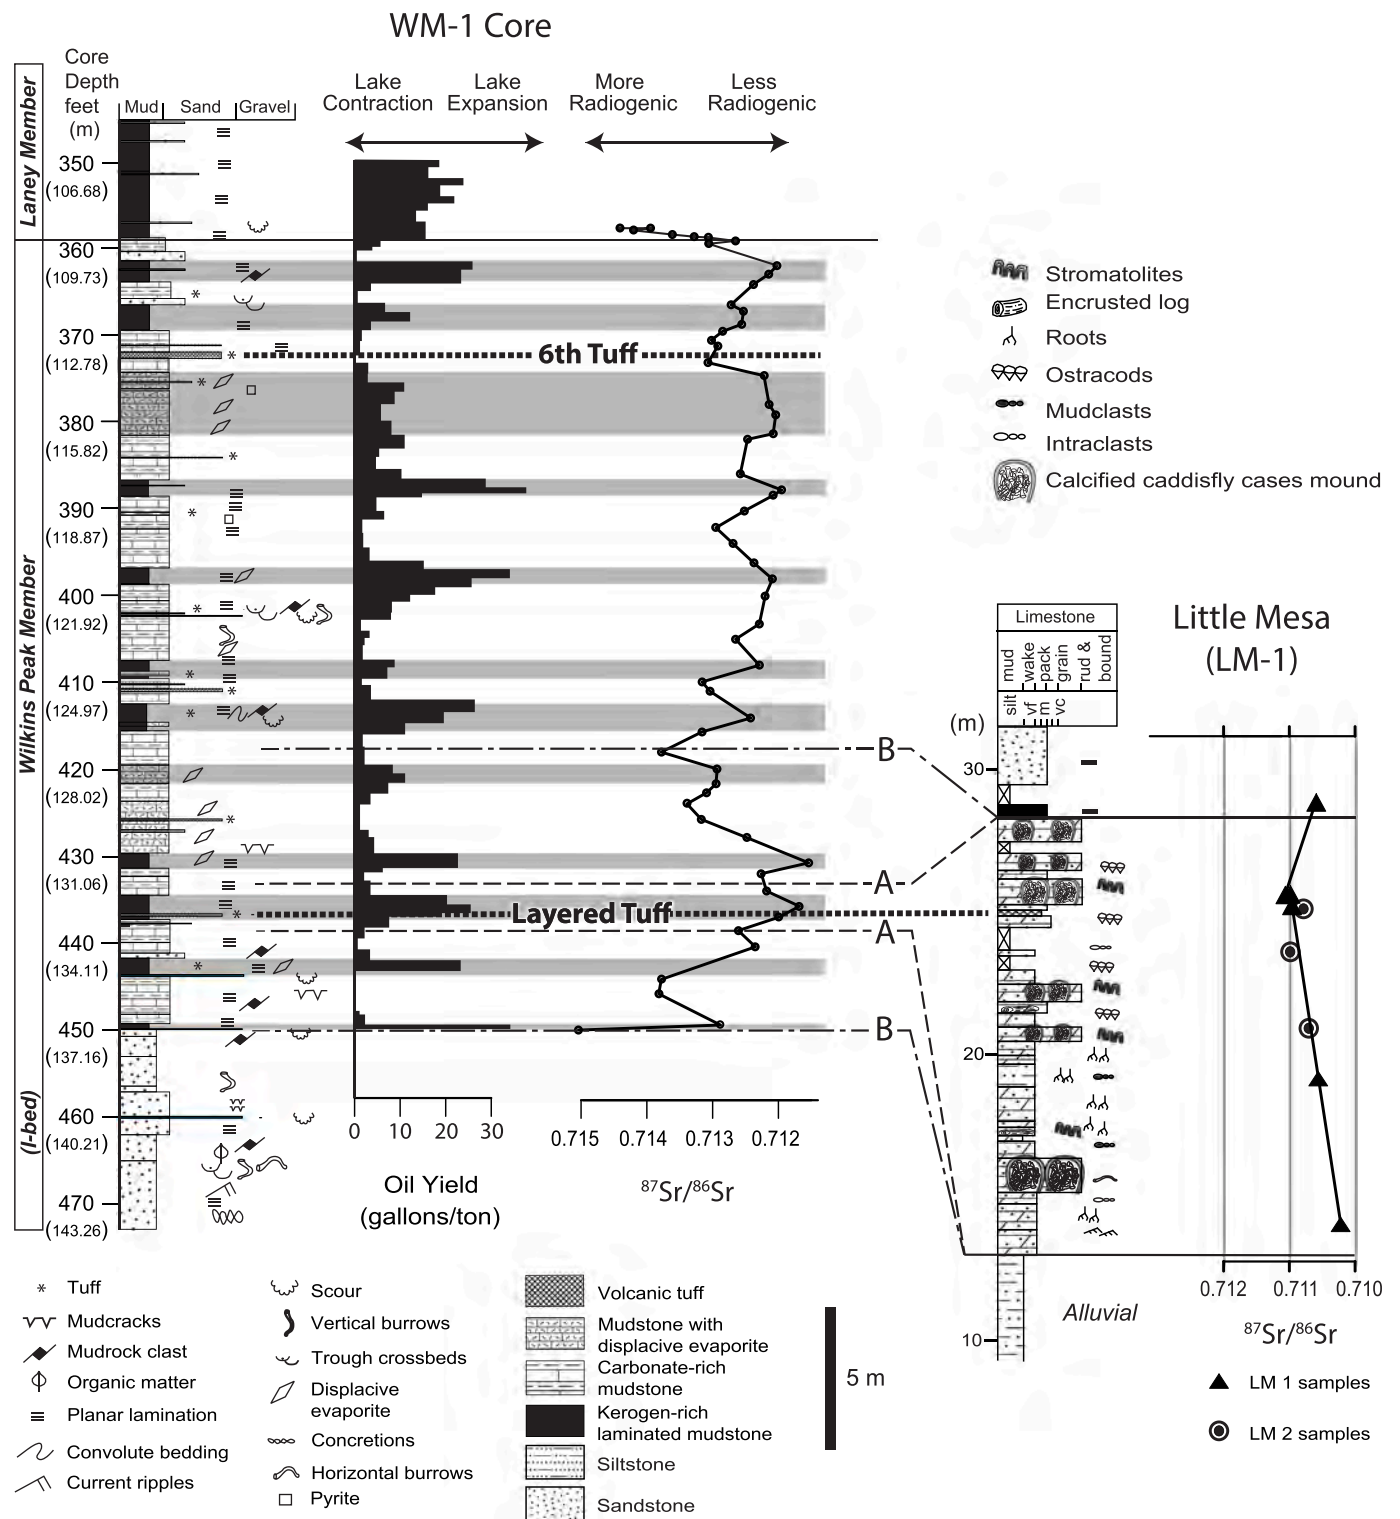 WM-1 Core
Core
Depth
feet
(m)
Mud
Sand
Gravel
Lake
Contraction
Lake
Expansion
More
Radiogenic
Less
Radiogenic
Laney Member
Wilkins Peak Member
(I-bed)
350
(106.68)
360
(109.73)
370
(112.78)
380
(115.82)
390
(118.87)
400
(121.92)
410
(124.97)
420
(128.02)
430
(131.06)
440
(134.11)
450
(137.16)
460
(140.21)
470
(143.26)
6th Tuff
Layered Tuff
B
A
A
B
0 10 20 30
Oil Yield
(gallons/ton)
0.715 0.714 0.713 0.712
87Sr/86Sr
Stromatolites
Encrusted log
Roots
Ostracods
Mudclasts
Intraclasts
Calcified caddisfly cases mound
Limestone
mud
wake
pack
grain
rud &
bound
silt
vf
m
vc
(m)
30
20
10
Little Mesa
(LM-1)
Alluvial
0.712 0.711 0.710
87Sr/86Sr
LM 1 samples
LM 2 samples
Tuff
Mudcracks
Mudrock clast
Organic matter
Planar lamination
Convolute bedding
Current ripples
Scour
Vertical burrows
Trough crossbeds
Displacive
evaporite
Concretions
Horizontal burrows
Pyrite
Volcanic tuff
Mudstone with
displacive evaporite
Carbonate-rich
mudstone
Kerogen-rich
laminated mudstone
Siltstone
Sandstone
5 m